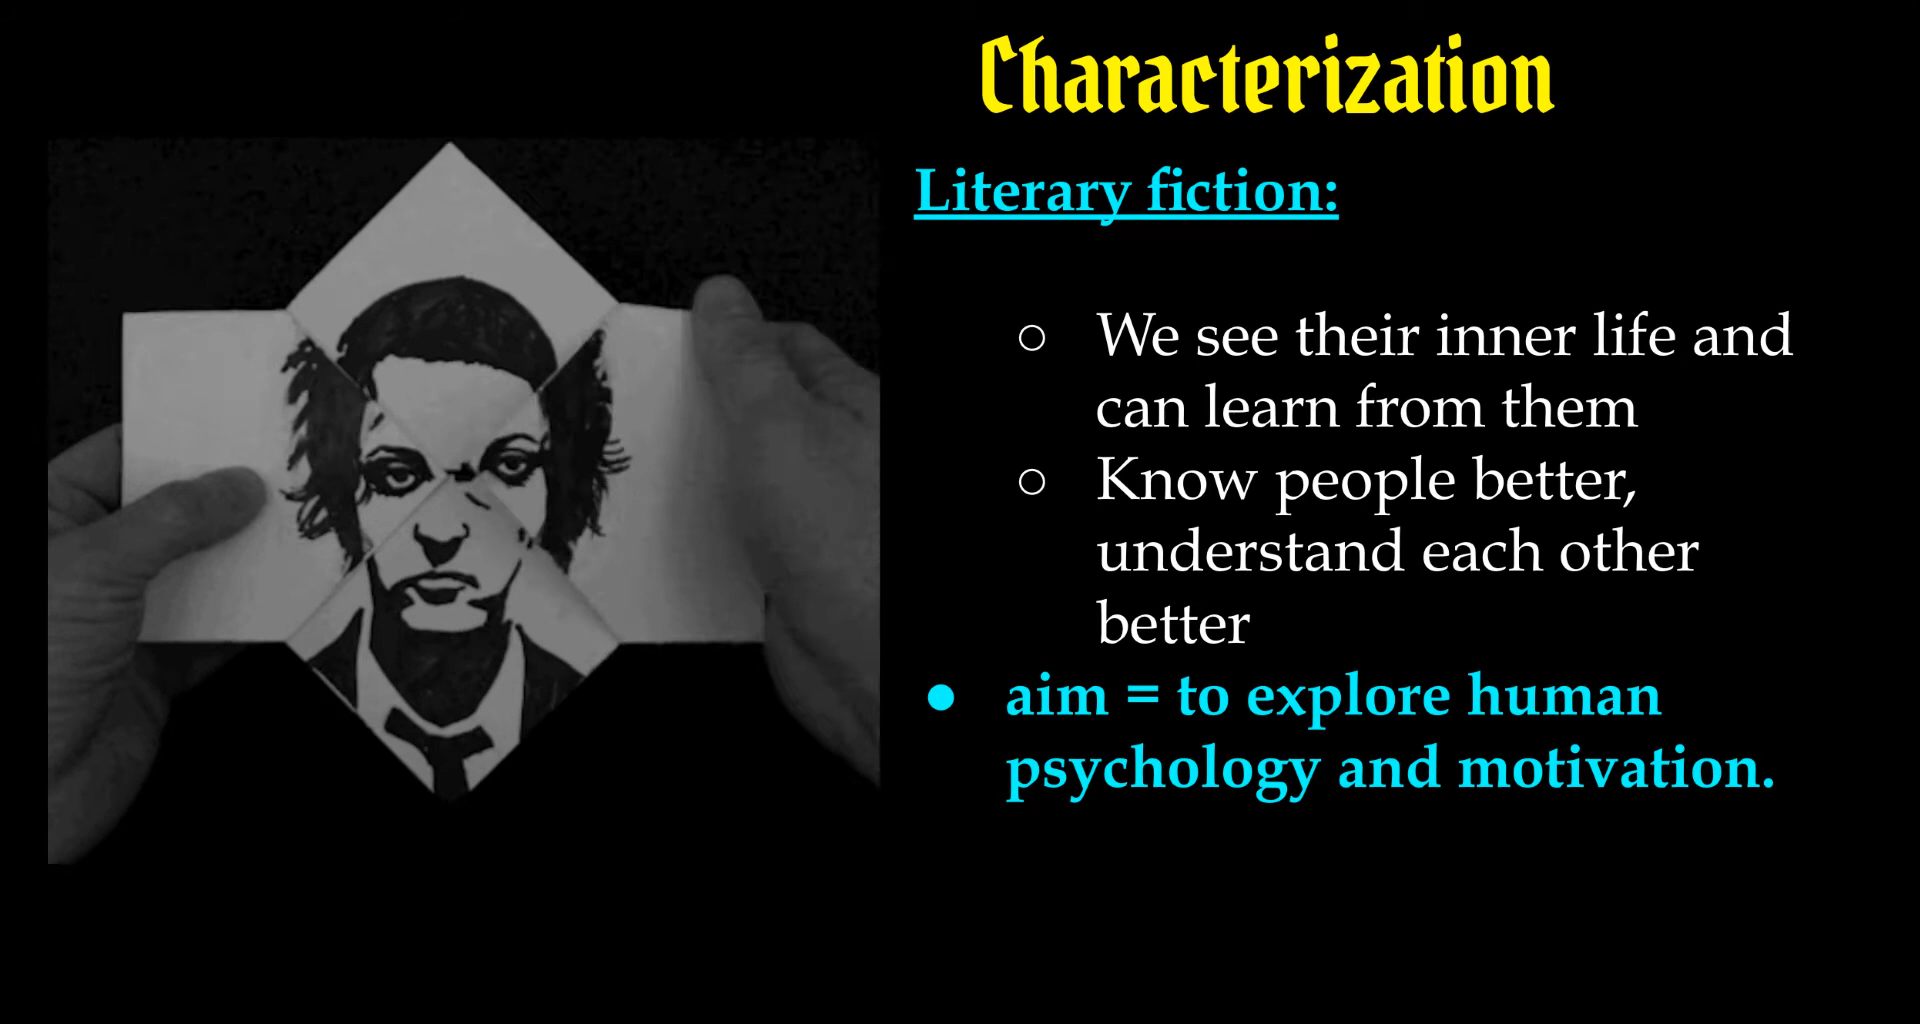 Characterization
Literary fiction:
○ We see their inner life and
can learn from them
○ Know people better,
understand each other
better
● aim = to explore human
psychology and motivation.